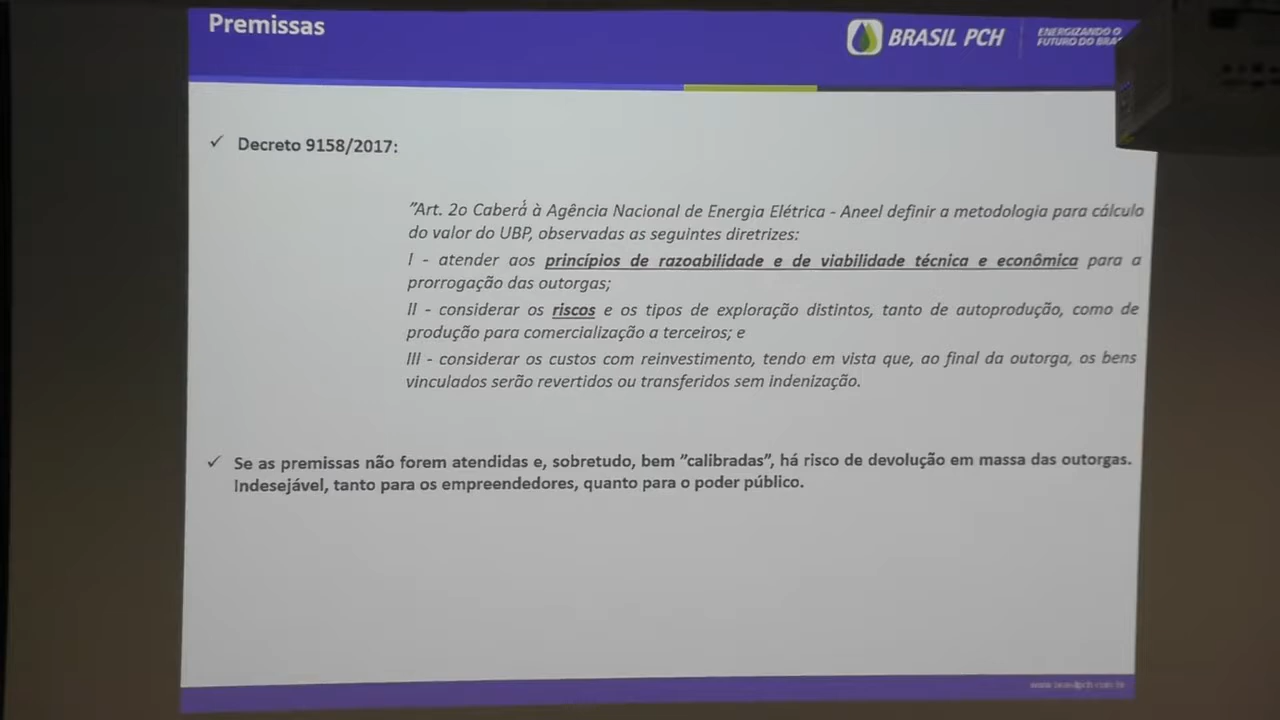 Premissas
BRASIL PCH
ENERGIZANDO O
FUTURO DO
✓ Decreto 9158/2017:
"Art. 2o Caberá à Agência Nacional de Energia Elétrica - Aneel definir a metodologia para cálculo
do valor do UBP, observadas as seguintes diretrizes:
I - atender aos princípios de razoabilidade e de viabilidade técnica e econômica para a
prorrogação das outorgas;
II - considerar os riscos e os tipos de exploração distintos, tanto de autoprodução, como de
produção para comercialização a terceiros; e
III - considerar os custos com reinvestimento, tendo em vista que, ao final da outorga, os bens
vinculados serão revertidos ou transferidos sem indenização.
✓ Se as premissas não forem atendidas e, sobretudo, bem "calibradas", há risco de devolução em massa das outorgas.
Indesejável, tanto para os empreendedores, quanto para o poder público.